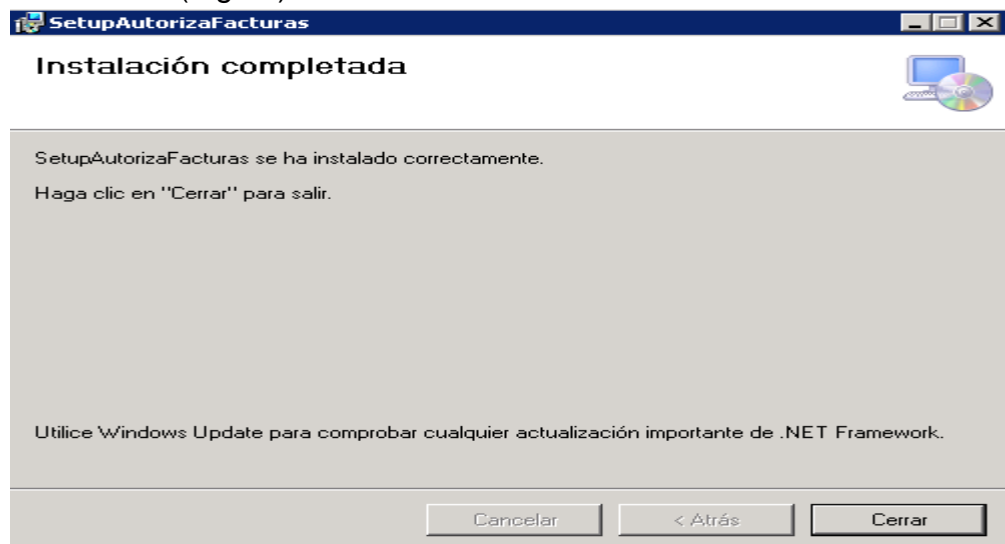 SetupAutorizaFacturas
Instalación completada
SetupAutorizaFacturas se ha instalado correctamente.
Haga clic en "Cerrar" para salir.
Utilice Windows Update para comprobar cualquier actualización importante de .NET Framework.
Cancelar < Atrás Cerrar